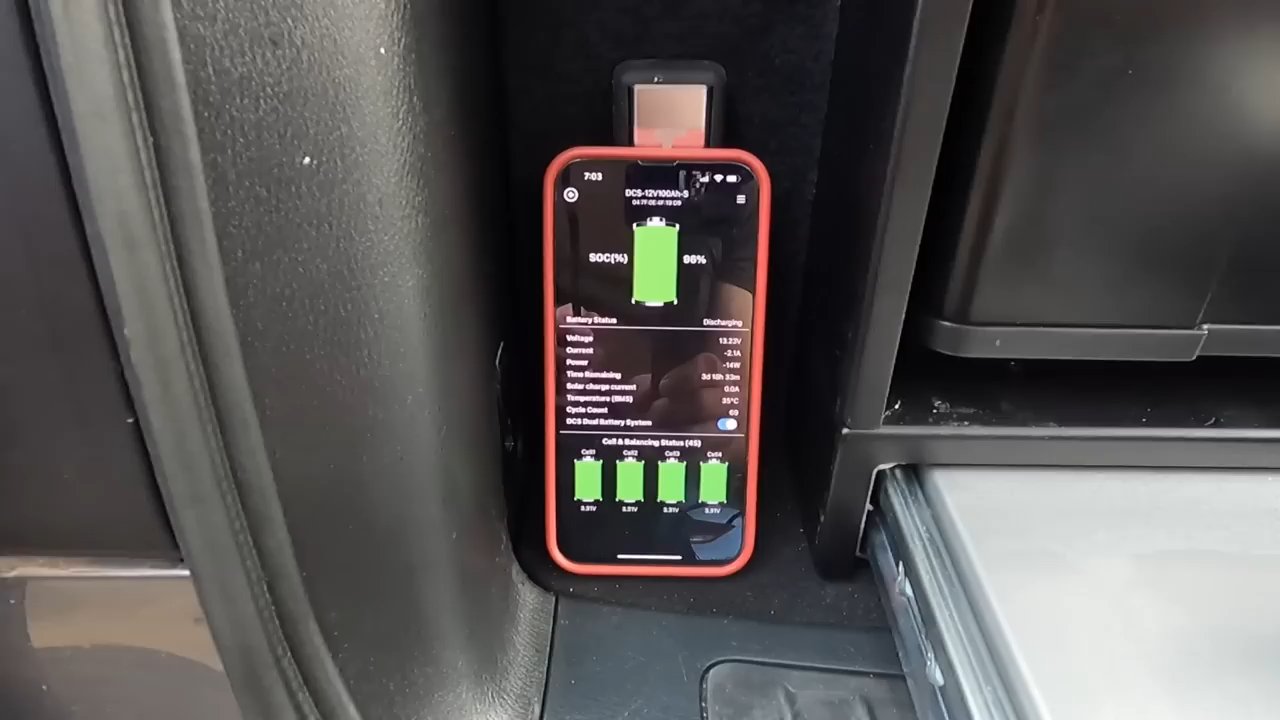 7:03
DCS-12V100Ah-S
SOC(%) 96%
Battery Status Discharging
Voltage 13.23V
Current -2.1A
Power -14W
Time Remaining 3d 18h 33m
Solar charge current 0.0A
Temperature (BMS) 35°C
Cycle Count 69
DCS Dual Battery System
Cell & Balancing Status (4S)
Cell1 Cell2 Cell3 Cell4
3.31V 3.31V 3.31V 3.31V